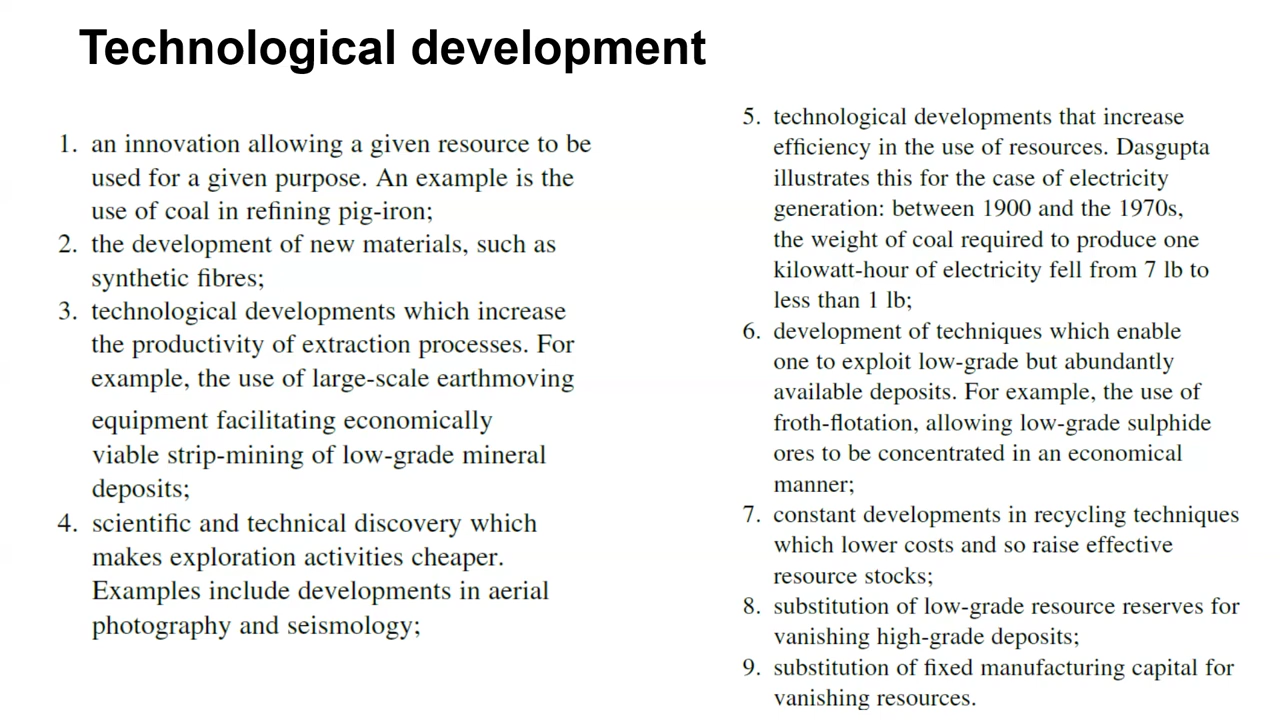 Technological development
1. an innovation allowing a given resource to be
used for a given purpose. An example is the
use of coal in refining pig-iron;
2. the development of new materials, such as
synthetic fibres;
3. technological developments which increase
the productivity of extraction processes. For
example, the use of large-scale earthmoving
equipment facilitating economically
viable strip-mining of low-grade mineral
deposits;
4. scientific and technical discovery which
makes exploration activities cheaper.
Examples include developments in aerial
photography and seismology;
5. technological developments that increase
efficiency in the use of resources. Dasgupta
illustrates this for the case of electricity
generation: between 1900 and the 1970s,
the weight of coal required to produce one
kilowatt-hour of electricity fell from 7 lb to
less than 1 lb;
6. development of techniques which enable
one to exploit low-grade but abundantly
available deposits. For example, the use of
froth-flotation, allowing low-grade sulphide
ores to be concentrated in an economical
manner;
7. constant developments in recycling techniques
which lower costs and so raise effective
resource stocks;
8. substitution of low-grade resource reserves for
vanishing high-grade deposits;
9. substitution of fixed manufacturing capital for
vanishing resources.